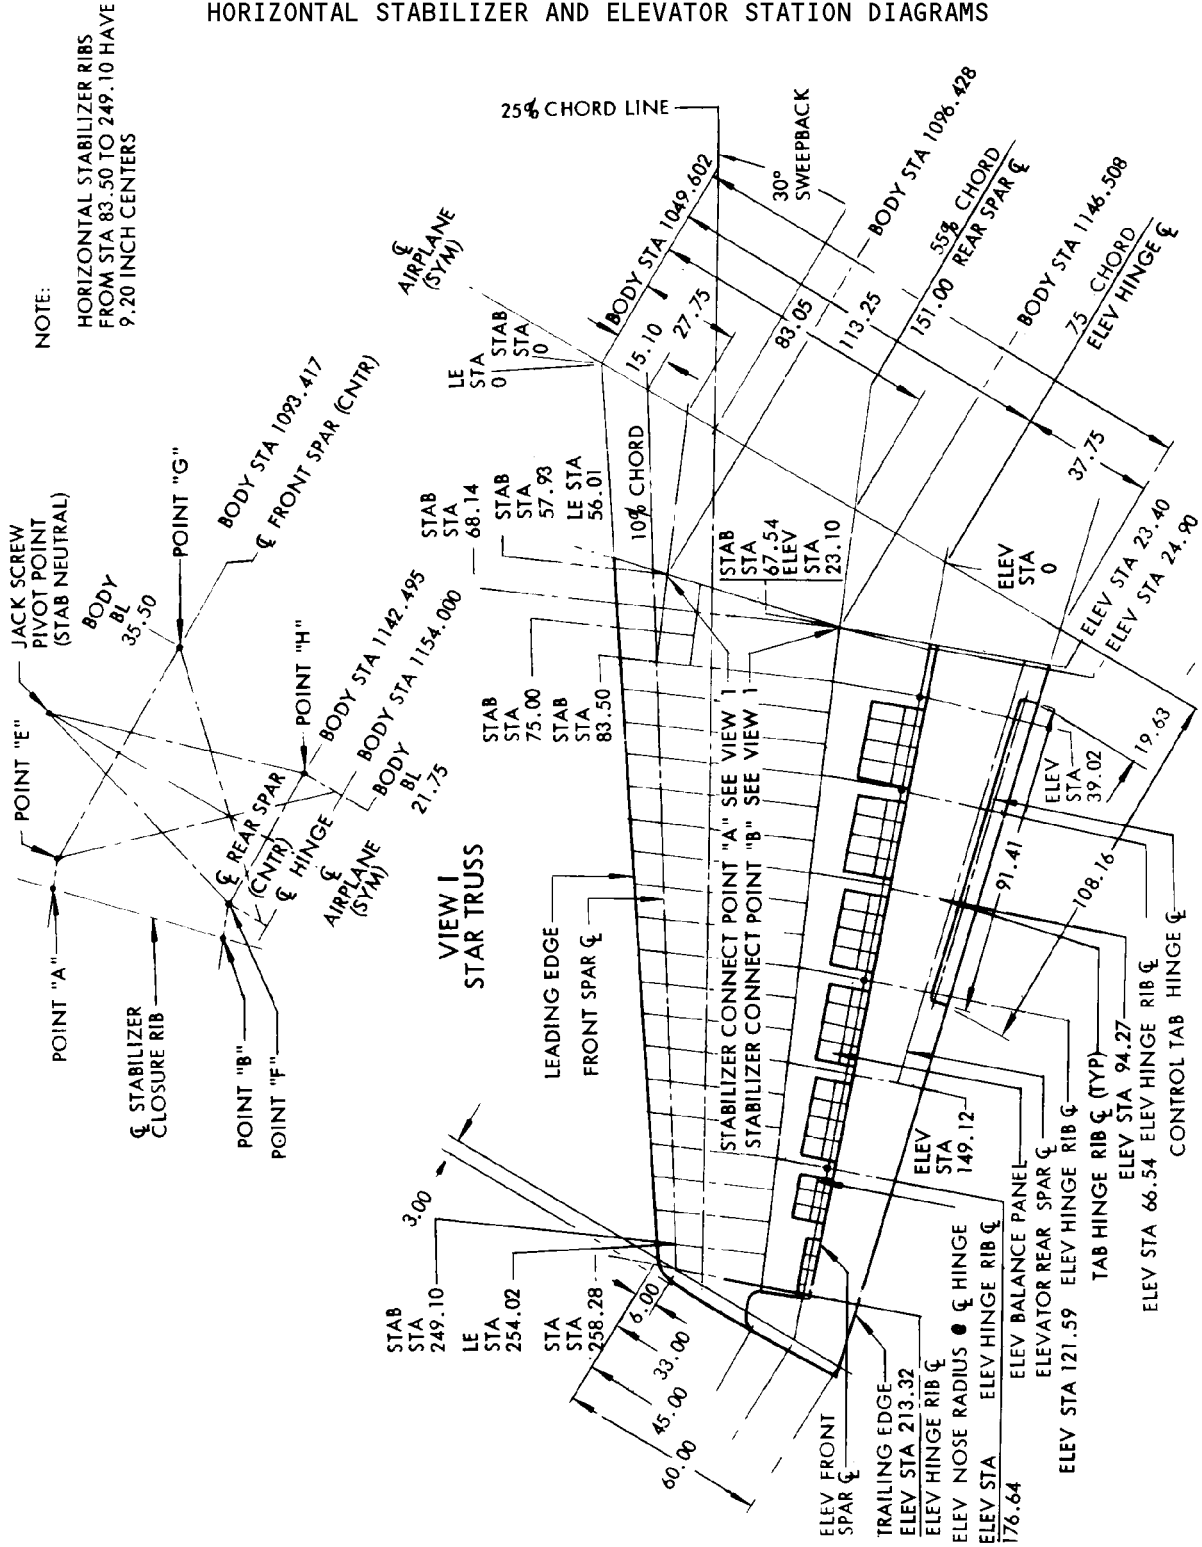 HORIZONTAL STABILIZER AND ELEVATOR STATION DIAGRAMS
NOTE:
HORIZONTAL STABILIZER RIBS
FROM STA 83.50 TO 249.10 HAVE
9.20 INCH CENTERS
JACK SCREW
PIVOT POINT
(STAB NEUTRAL)
POINT "E"
BODY
BL
35.50
POINT "G"
BODY STA 1093.417
℄ FRONT SPAR (CNTR)
POINT "A"
℄ STABILIZER
CLOSURE RIB
POINT "B"
POINT "F"
POINT "H"
BODY STA 1142.495
BODY STA 1154.000
BODY
BL
21.75
℄ REAR SPAR
(CNTR)
℄ HINGE
℄
AIRPLANE
(SYM)
VIEW I
STAR TRUSS
25% CHORD LINE
30°
SWEEPBACK
℄
AIRPLANE
(SYM)
LE
STA
0
STAB
STA
0
BODY STA 1049.602
15.10
27.75
83.05
113.25
151.00
37.75
BODY STA 1096.428
55% CHORD
REAR SPAR ℄
BODY STA 1146.508
75 CHORD
ELEV HINGE ℄
STAB
STA
68.14
STAB
STA
57.93
LE STA
56.01
10% CHORD
STAB
STA
67.54
ELEV
STA
23.10
ELEV
STA
0
ELEV STA 23.40
ELEV STA 24.90
STAB
STA
75.00
STAB
STA
83.50
LEADING EDGE
FRONT SPAR ℄
STABILIZER CONNECT POINT "A" SEE VIEW 1
STABILIZER CONNECT POINT "B" SEE VIEW 1
ELEV
STA
39.02
19.63
91.41
108.16
3.00
STAB
STA
249.10
LE
STA
254.02
STA
STA
258.28
6.00
33.00
45.00
60.00
ELEV
STA
149.12
ELEV FRONT
SPAR ℄
TRAILING EDGE
ELEV STA 213.32
ELEV HINGE RIB ℄
ELEV NOSE RADIUS @ ℄ HINGE
ELEV STA ELEV HINGE RIB ℄
176.64
ELEV BALANCE PANEL
ELEVATOR REAR SPAR ℄
ELEV STA 121.59 ELEV HINGE RIB ℄
TAB HINGE RIB ℄ (TYP)
ELEV STA 94.27
ELEV STA 66.54 ELEV HINGE RIB ℄
CONTROL TAB HINGE ℄